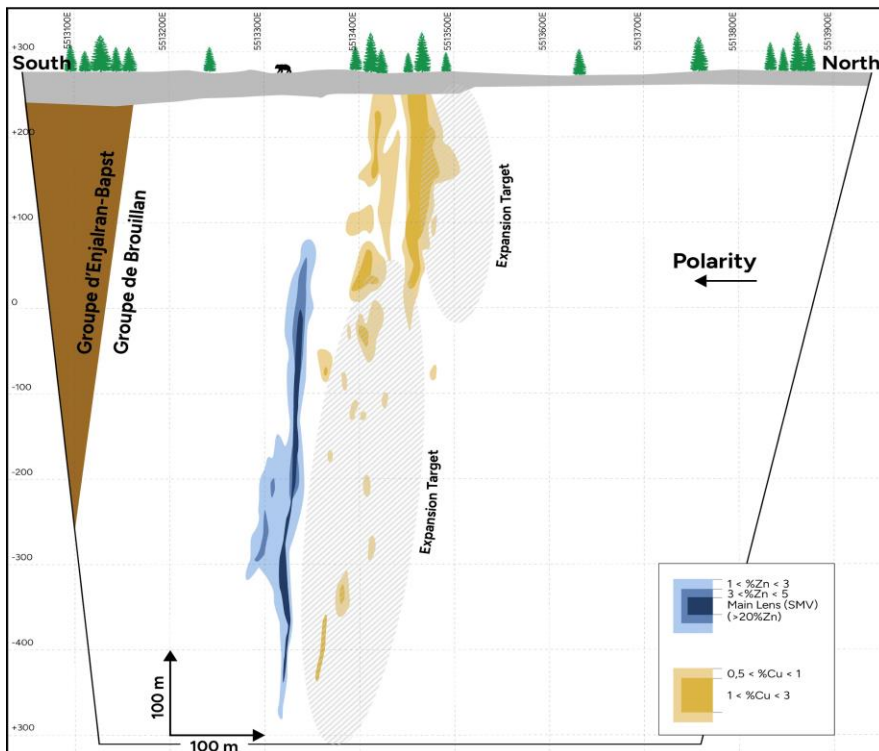 5513100E
5513200E
5513300E
5513400E
5513500E
5513600E
5513700E
5513800E
5513900E
+300
South
North
+200
+100
0
-100
-200
-300
-400
+300
Groupe d'Enjalran-Bapst
Groupe de Brouillan
Expansion Target
Expansion Target
Polarity
1 < %Zn < 3
3 <%Zn < 5
Main Lens (SMV)
(>20%Zn)
0,5 < %Cu < 1
1 < %Cu < 3
100 m
100 m